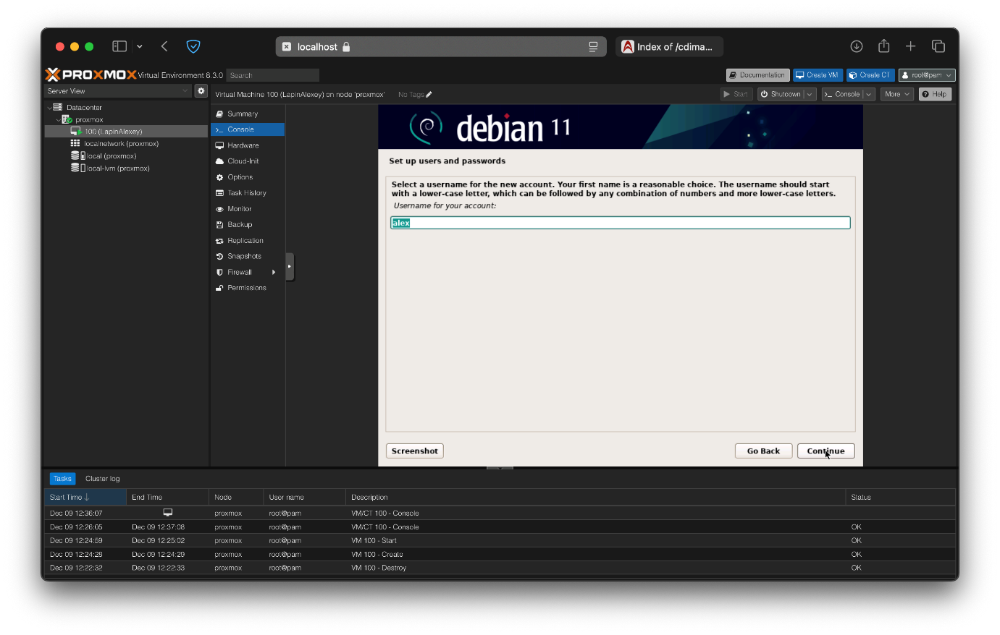 localhost
Index of /cdima...
PROXMOX Virtual Environment 8.3.0 Search
Documentation Create VM Create CT root@pam
Server View
Virtual Machine 100 (LapinAlexey) on node 'proxmox' No Tags Start Shutdown >_ Console More Help
Datacenter
proxmox
100 (LapinAlexey)
localnetwork (proxmox)
local (proxmox)
local-lvm (proxmox)
Summary
>_ Console
Hardware
Cloud-Init
Options
Task History
Monitor
Backup
Replication
Snapshots
Firewall
Permissions
debian 11
Set up users and passwords
Select a username for the new account. Your first name is a reasonable choice. The username should start
with a lower-case letter, which can be followed by any combination of numbers and more lower-case letters.
Username for your account:
alex
Screenshot Go Back Continue
Tasks Cluster log
Start Time ↓ End Time Node User name Description Status
Dec 09 12:36:07 proxmox root@pam VM/CT 100 - Console
Dec 09 12:26:05 Dec 09 12:37:08 proxmox root@pam VM/CT 100 - Console OK
Dec 09 12:24:59 Dec 09 12:25:02 proxmox root@pam VM 100 - Start OK
Dec 09 12:24:28 Dec 09 12:24:29 proxmox root@pam VM 100 - Create OK
Dec 09 12:22:32 Dec 09 12:22:33 proxmox root@pam VM 100 - Destroy OK